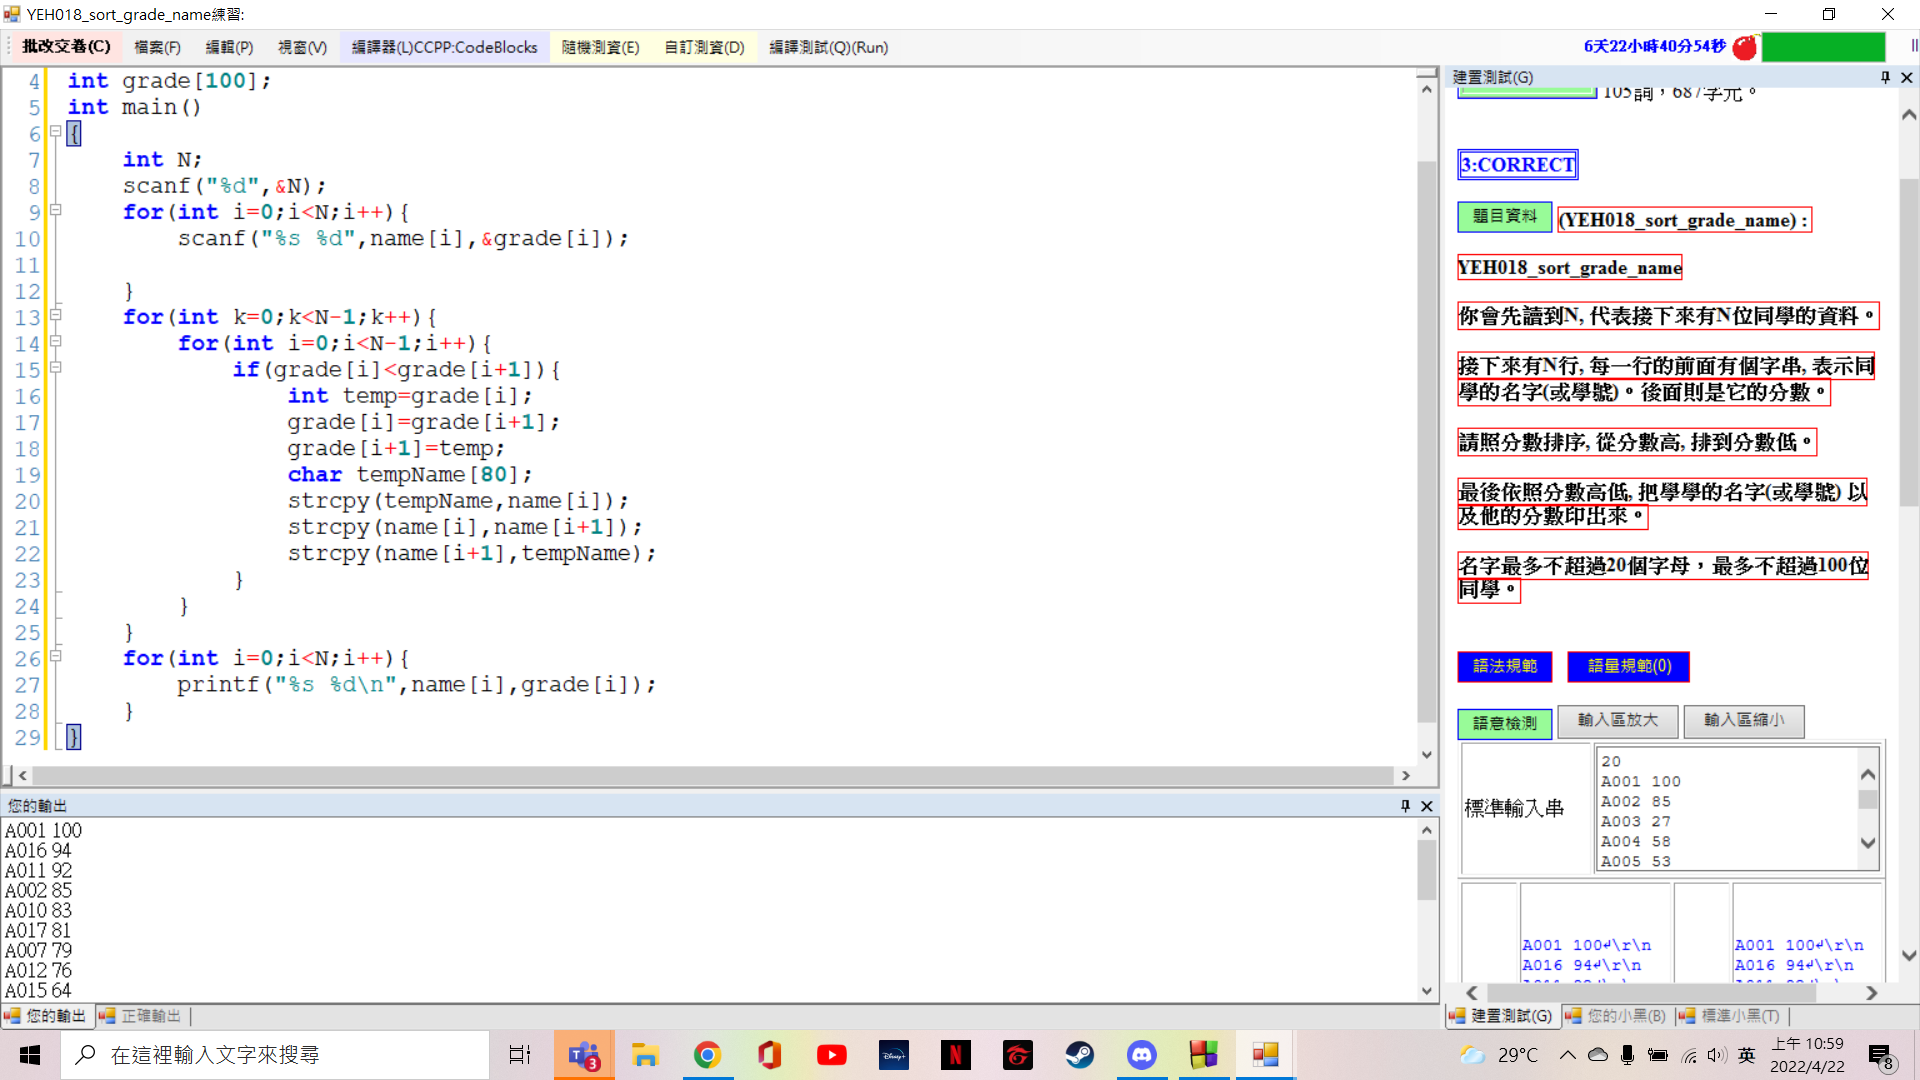 YEH018_sort_grade_name練習:
批改交卷(C) 檔案(F) 編輯(P) 視窗(V) 編譯器(L)CCPP:CodeBlocks 隨機測資(E) 自訂測資(D) 編譯測試(Q)(Run) 6天22小時40分54秒
4 int grade[100];
5 int main()
6 {
7 int N;
8 scanf("%d",&N);
9 for(int i=0;i<N;i++){
10 scanf("%s %d",name[i],&grade[i]);
11
12 }
13 for(int k=0;k<N-1;k++){
14 for(int i=0;i<N-1;i++){
15 if(grade[i]<grade[i+1]){
16 int temp=grade[i];
17 grade[i]=grade[i+1];
18 grade[i+1]=temp;
19 char tempName[80];
20 strcpy(tempName,name[i]);
21 strcpy(name[i],name[i+1]);
22 strcpy(name[i+1],tempName);
23 }
24 }
25 }
26 for(int i=0;i<N;i++){
27 printf("%s %d\n",name[i],grade[i]);
28 }
29 }
您的輸出
A001 100
A016 94
A011 92
A002 85
A010 83
A017 81
A007 79
A012 76
A015 64
您的輸出 正確輸出
建置測試(G)
105詞，687字元。
3:CORRECT
題目資料 (YEH018_sort_grade_name) :
YEH018_sort_grade_name
你會先讀到N, 代表接下來有N位同學的資料。
接下來有N行, 每一行的前面有個字串, 表示同
學的名字(或學號)。後面則是它的分數。
請照分數排序, 從分數高, 排到分數低。
最後依照分數高低, 把學學的名字(或學號) 以
及他的分數印出來。
名字最多不超過20個字母，最多不超過100位
同學。
語法規範 語量規範(0)
語意檢測 輸入區放大 輸入區縮小
標準輸入串
20
A001 100
A002 85
A003 27
A004 58
A005 53
A001 100↲\r\n A001 100↲\r\n
A016 94↲\r\n A016 94↲\r\n
建置測試(G) 您的小黑(B) 標準小黑(T)
在這裡輸入文字來搜尋
3
Disney+
N
29°C 英 上午 10:59
2022/4/22
8